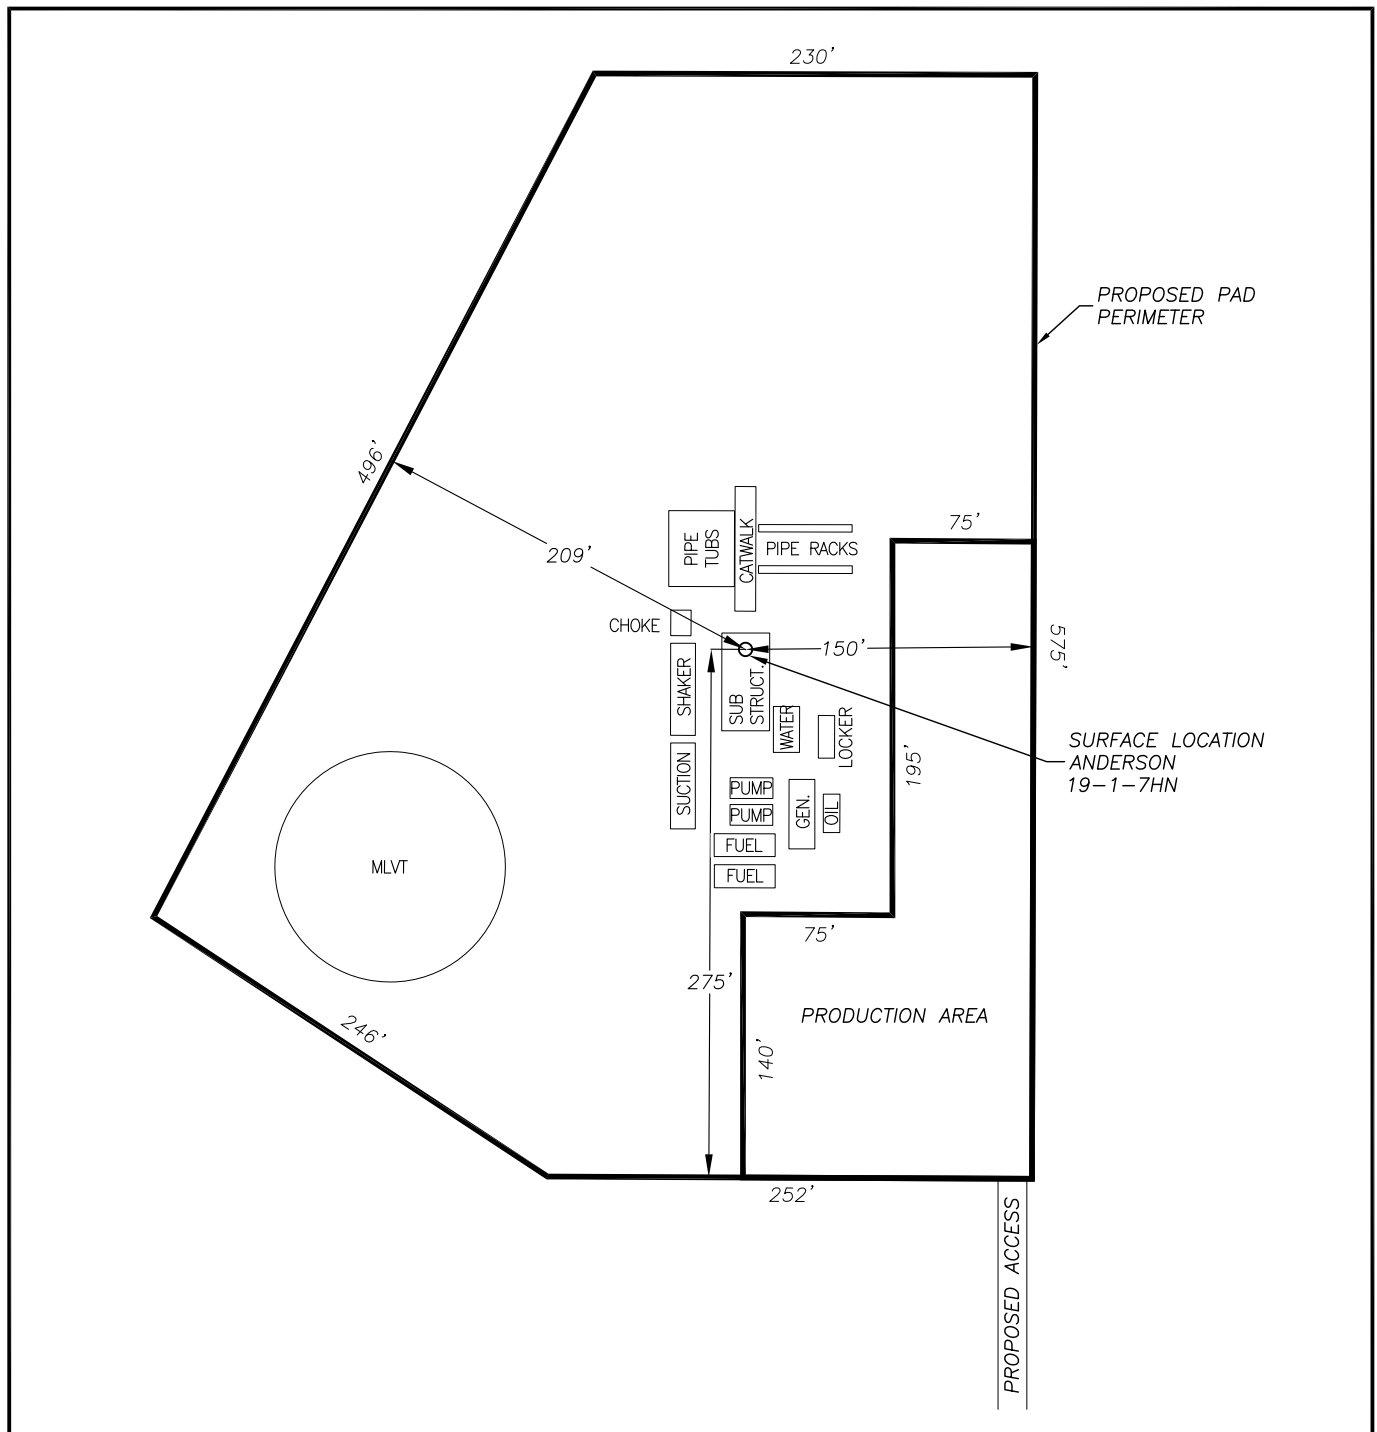 230’
PROPOSED PAD
PERIMETER
496’
209’
PIPE
TUBS
CATWALK
PIPE RACKS
75’
CHOKE
150’
575’
SHAKER
SUB
STRUCT.
WATER
LOCKER
SURFACE LOCATION
ANDERSON
19-1-7HN
195’
SUCTION
PUMP
PUMP
GEN.
OIL
FUEL
FUEL
MLVT
75’
275’
PRODUCTION AREA
246’
140’
252’
PROPOSED ACCESS